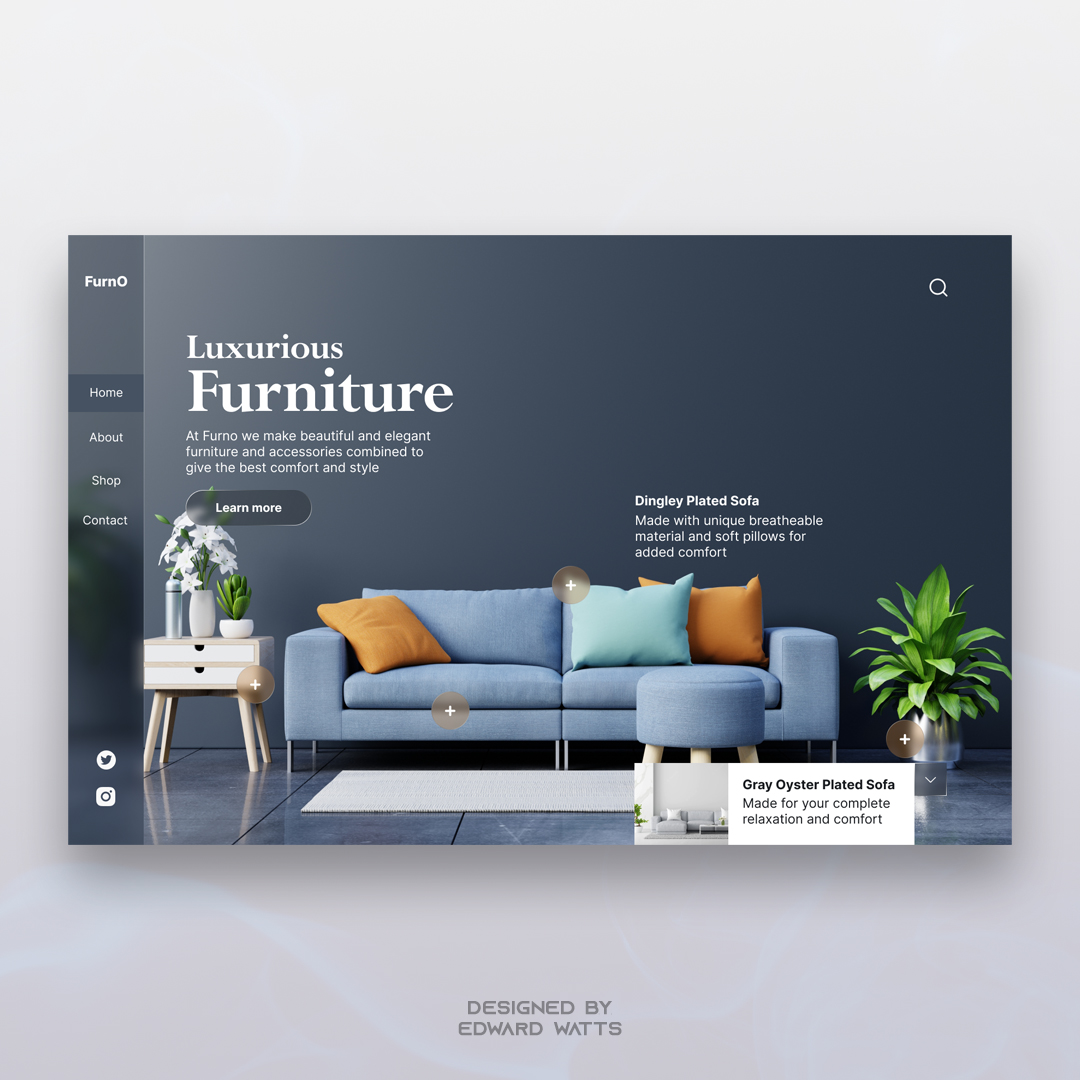 FurnO
Home
About
Shop
Contact
Luxurious
Furniture
At Furno we make beautiful and elegant
furniture and accessories combined to
give the best comfort and style
Learn more
Dingley Plated Sofa
Made with unique breatheable
material and soft pillows for
added comfort
Gray Oyster Plated Sofa
Made for your complete
relaxation and comfort
DESIGNED BY
EDWARD WATTS